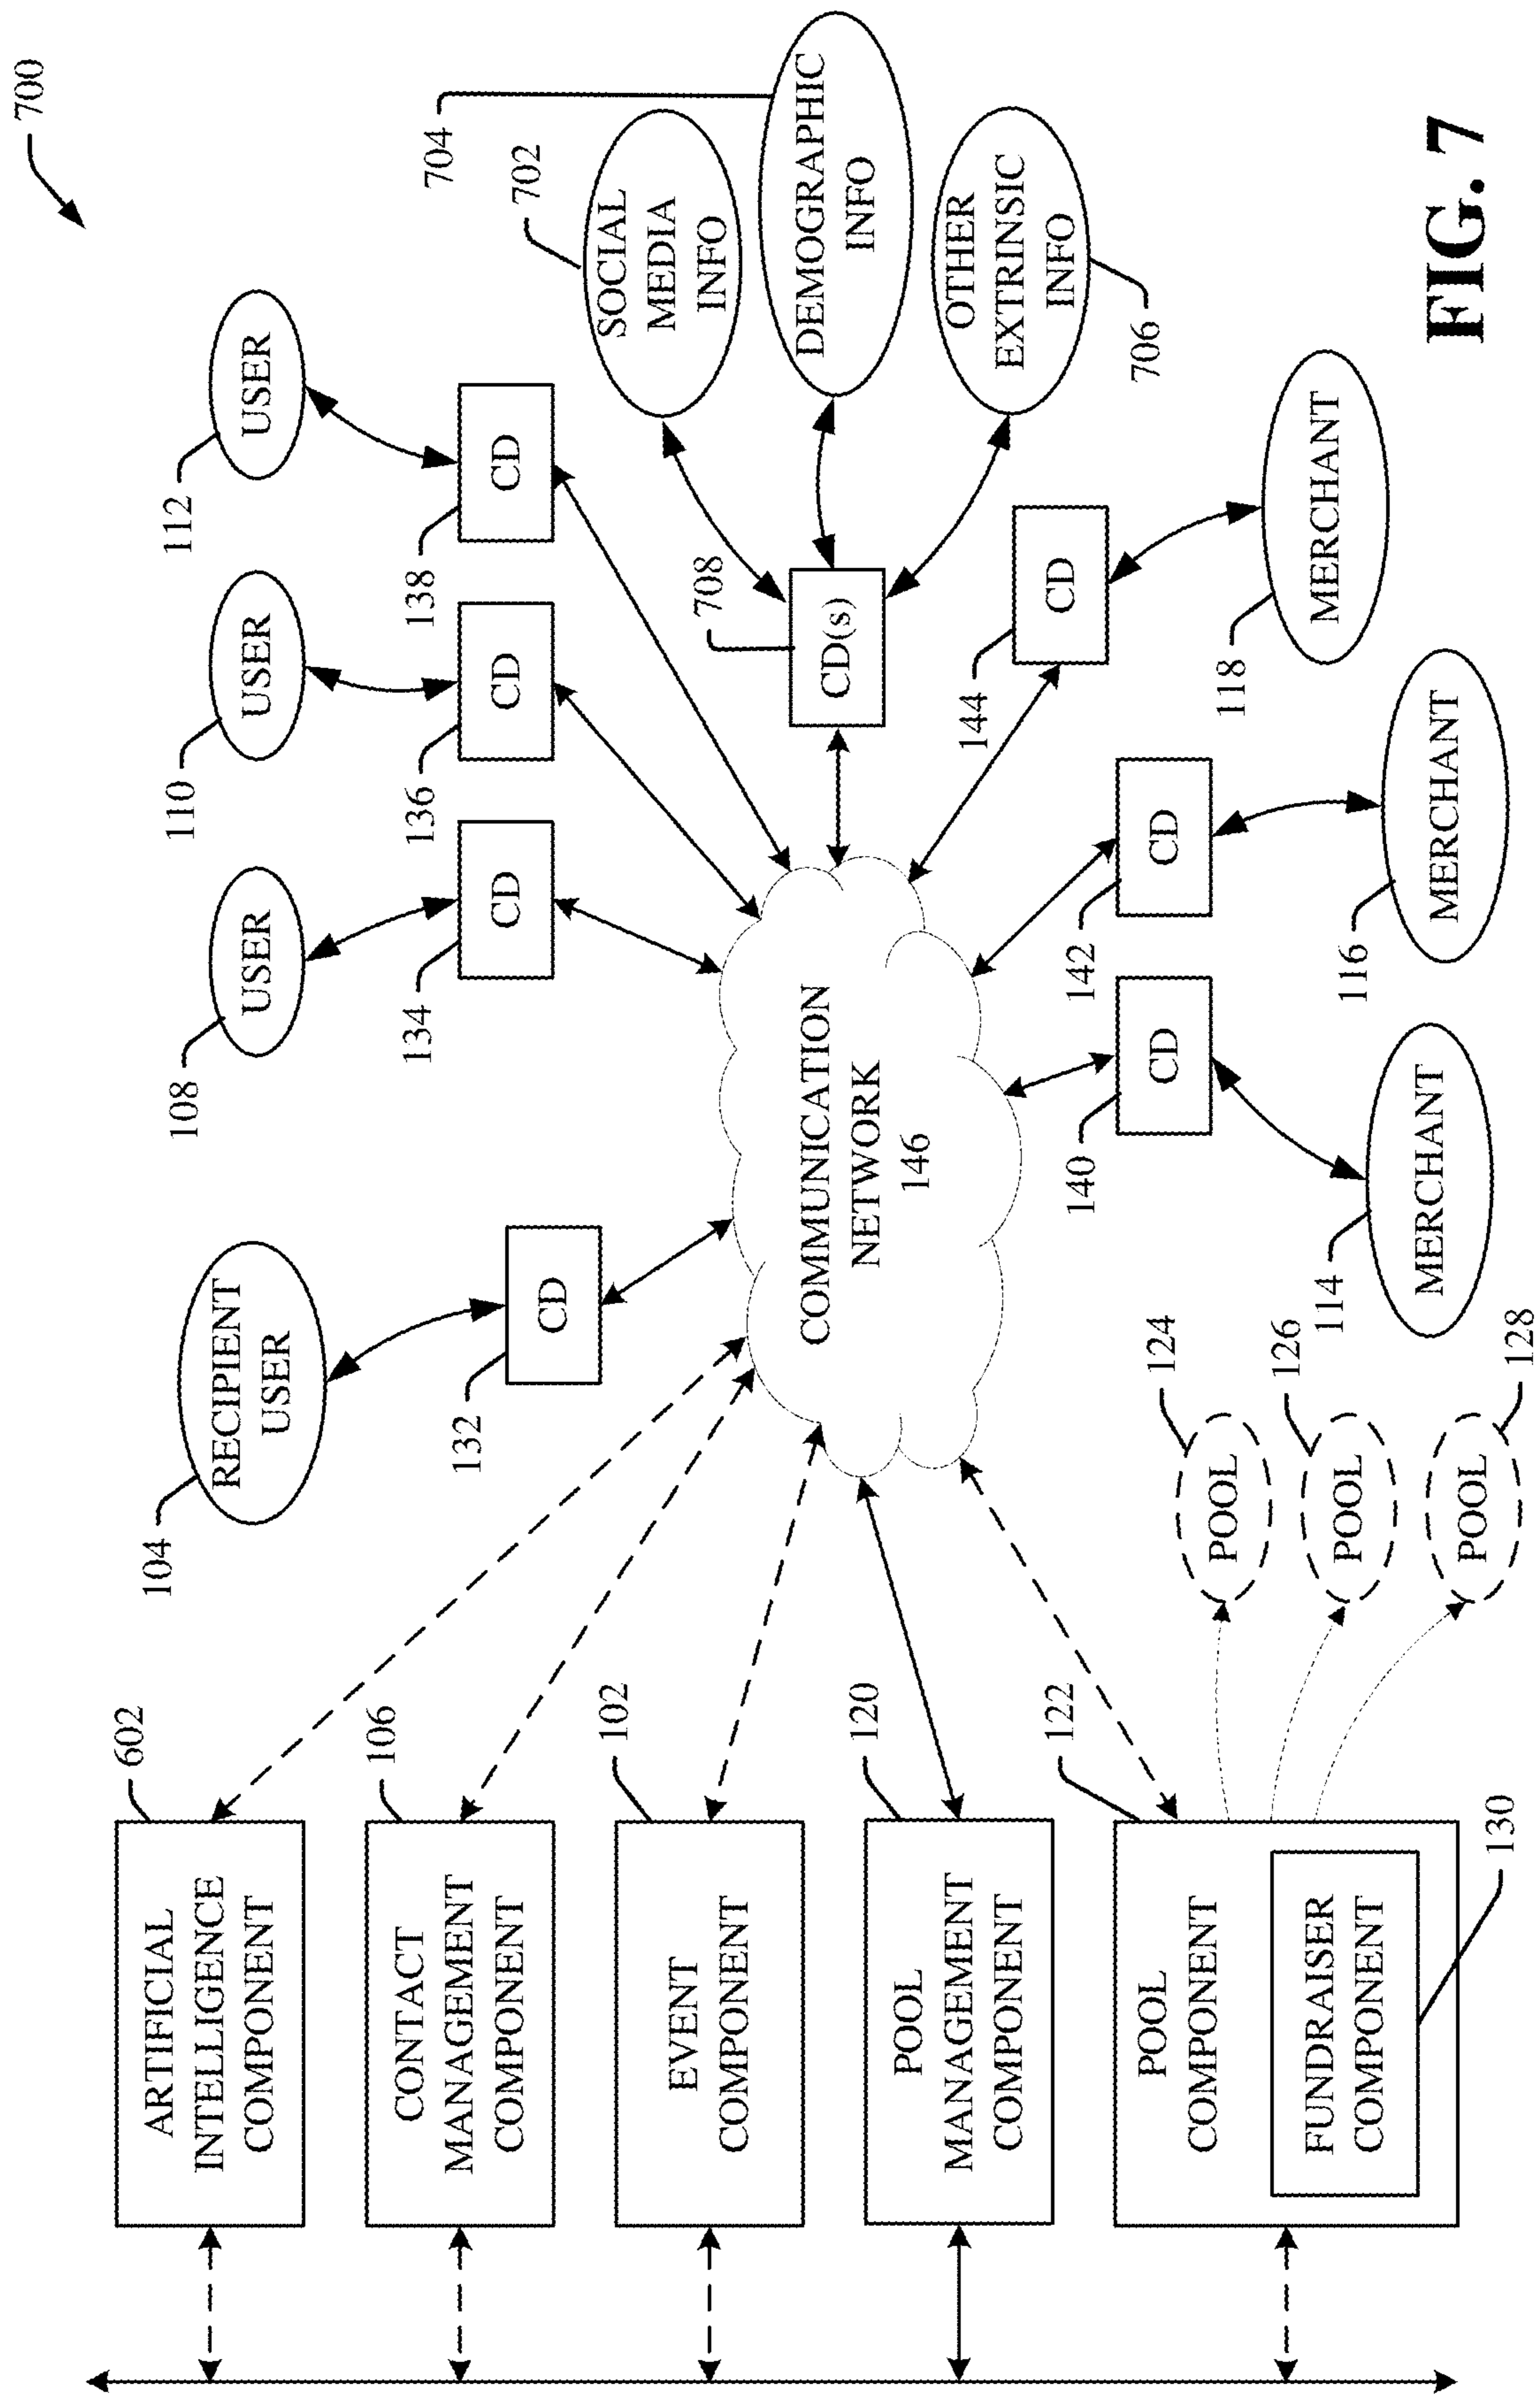 700
704
702
SOCIAL
MEDIA
INFO
DEMOGRAPHIC
INFO
OTHER
EXTRINSIC
INFO
706
112
USER
138
CD
110
USER
136
CD
108
USER
134
CD
708
CD(s)
144
CD
118
MERCHANT
142
CD
116
MERCHANT
140
CD
114
MERCHANT
104
RECIPIENT
USER
132
CD
COMMUNICATION
NETWORK
146
602
ARTIFICIAL
INTELLIGENCE
COMPONENT
106
CONTACT
MANAGEMENT
COMPONENT
102
EVENT
COMPONENT
120
POOL
MANAGEMENT
COMPONENT
122
POOL
COMPONENT
FUNDRAISER
COMPONENT
130
124
POOL
126
POOL
128
POOL
FIG. 7